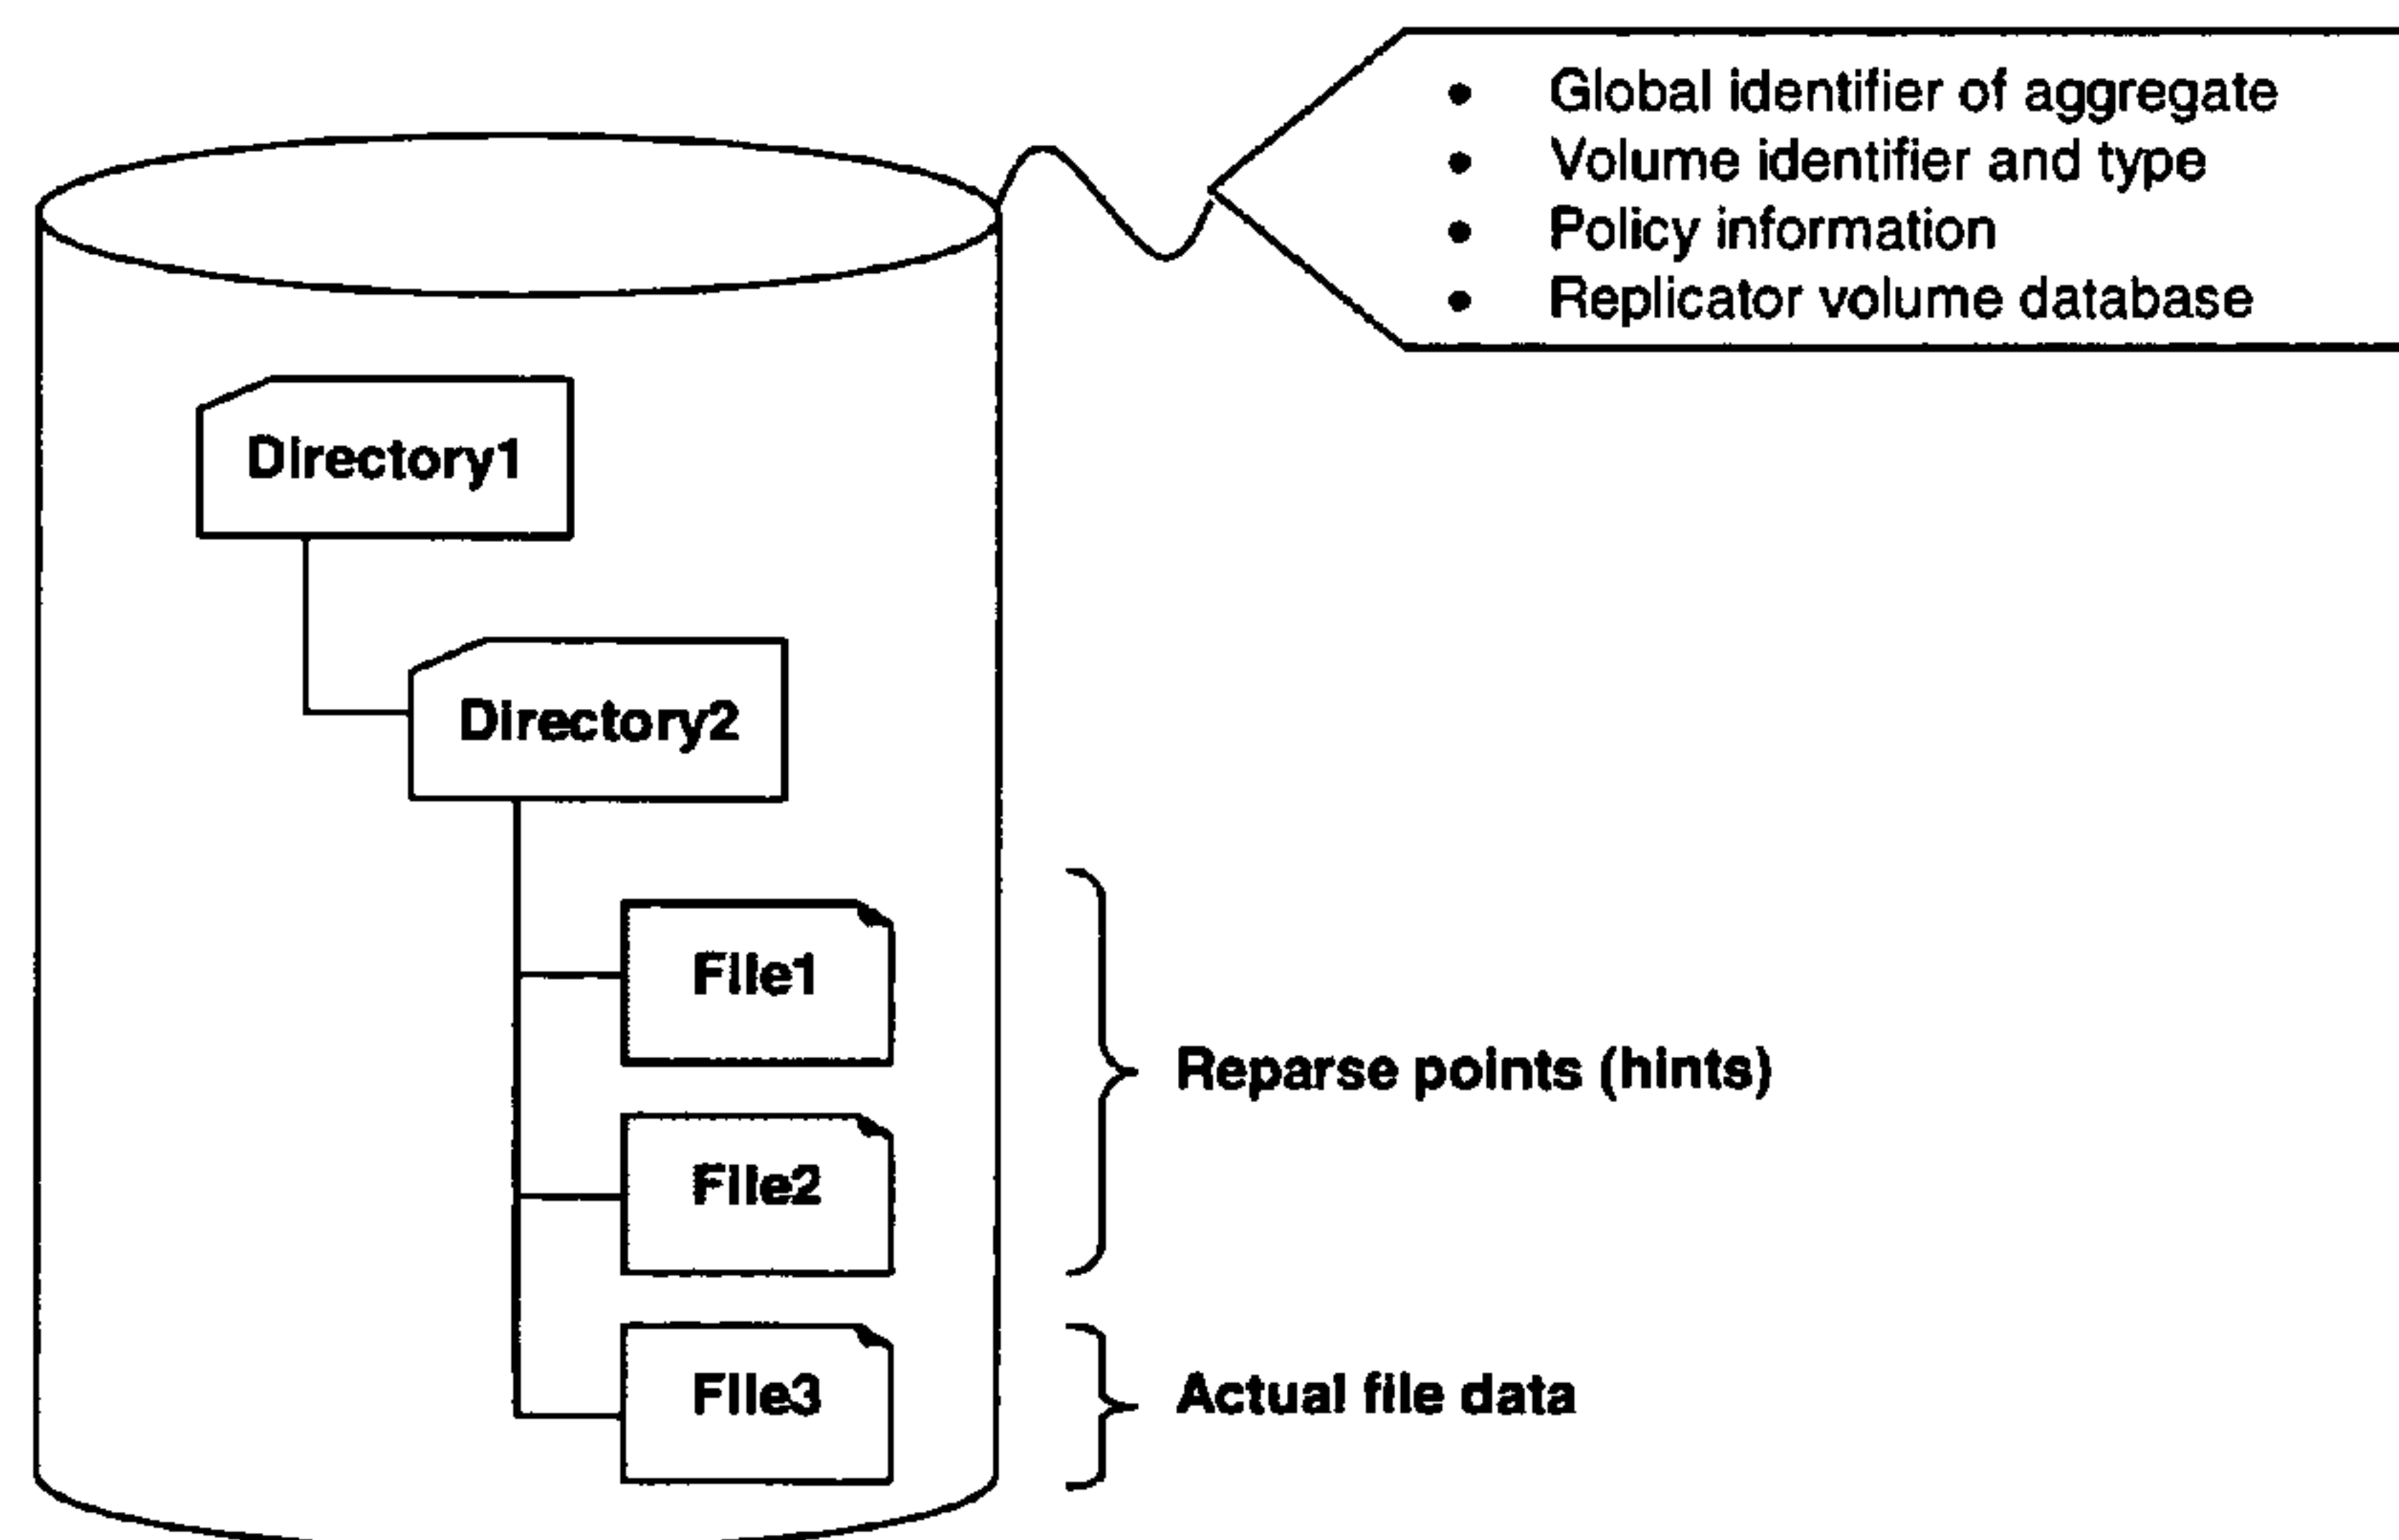 • Global identifier of aggregate
• Volume identifier and type
• Policy information
• Replicator volume database
Directory1
Directory2
File1
File2
Reparse points (hints)
File3
Actual file data